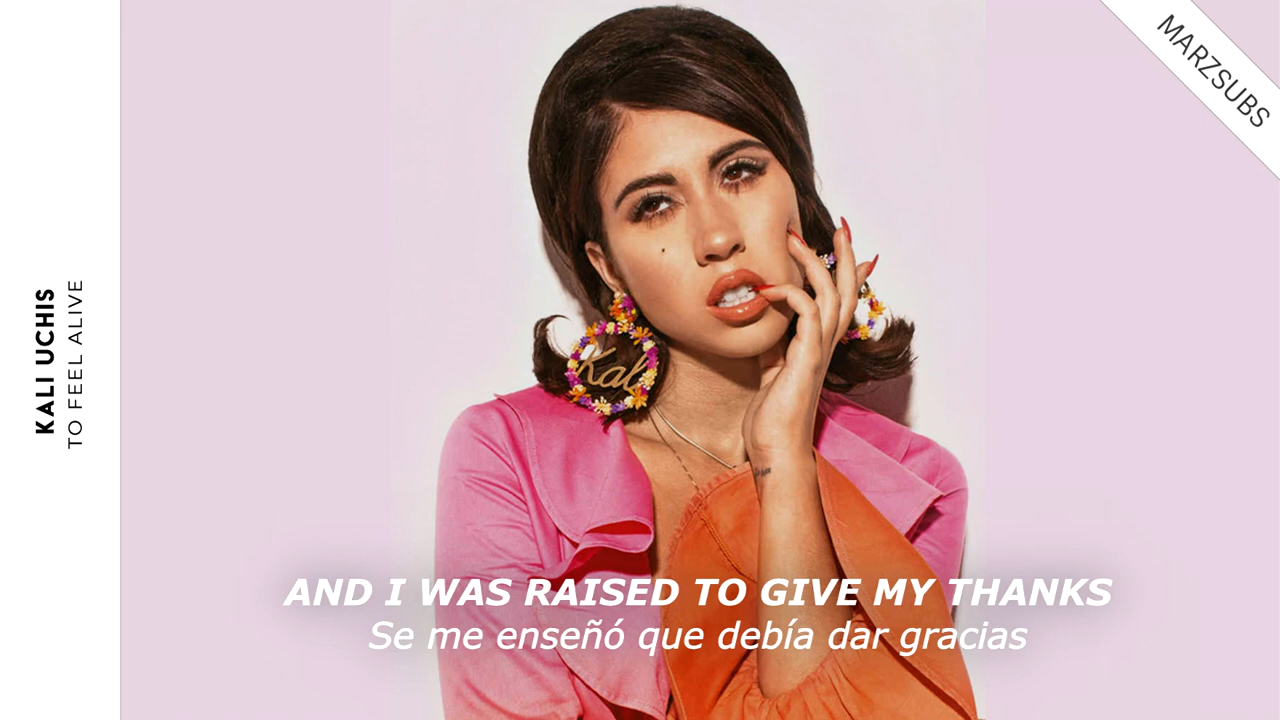 KALI UCHIS
TO FEEL ALIVE
MARZSUBS
Kali
AND I WAS RAISED TO GIVE MY THANKS
Se me enseñó que debía dar gracias